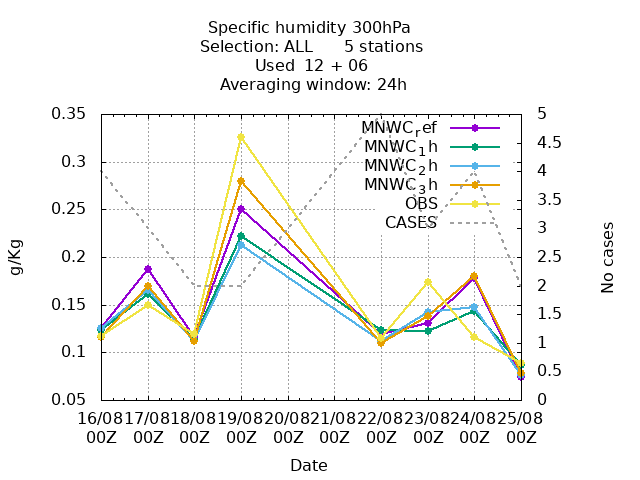 Specific humidity 300hPa
Selection: ALL 5 stations
Used 12 + 06
Averaging window: 24h
g/Kg
0.35
0.3
0.25
0.2
0.15
0.1
0.05
MNWCref
MNWC1h
MNWC2h
MNWC3h
OBS
CASES
5
4.5
4
3.5
3
2.5
2
1.5
1
0.5
0
No cases
16/08 17/08 18/08 19/08 20/08 21/08 22/08 23/08 24/08 25/08
00Z 00Z 00Z 00Z 00Z 00Z 00Z 00Z 00Z 00Z
Date